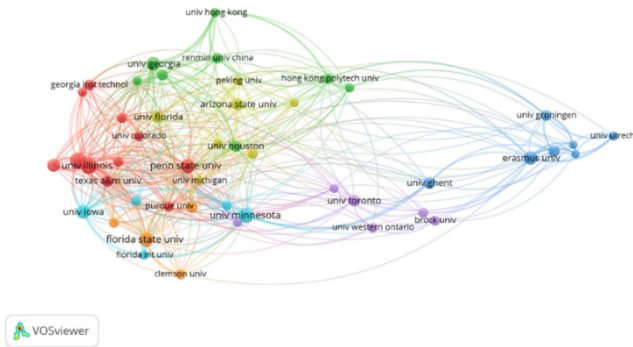 univ hong kong
renmin univ china
univ georgia
georgia inst technol
peking univ
hong kong polytech univ
arizona state univ
univ florida
univ groningen
univ colorado
univ utrech
univ houston
erasmus univ
univ illinois
penn state univ
texas a&m univ
univ michigan
univ ghent
univ toronto
purdue univ
univ iowa
univ minnesota
brock univ
univ western ontario
florida state univ
florida int univ
clemson univ
VOSviewer